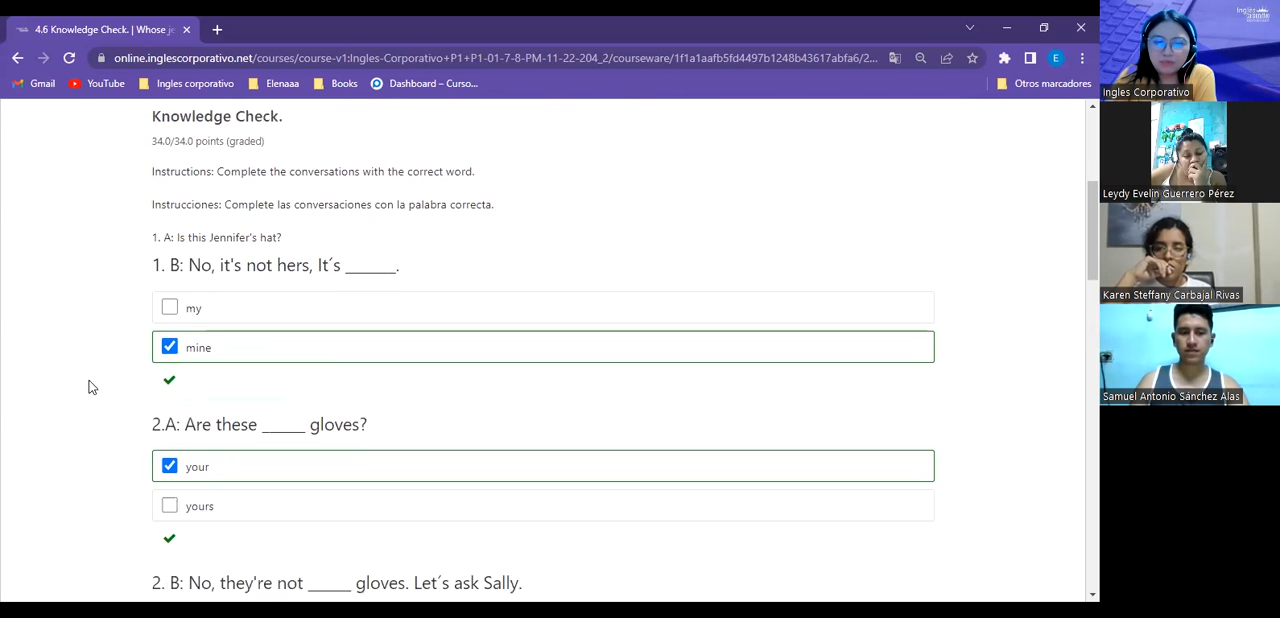 4.6 Knowledge Check. | Whose je
online.inglescorporativo.net/courses/course-v1:Ingles-Corporativo+P1+P1-01-7-8-PM-11-22-204_2/courseware/1f1a1aafb5fd4497b1248b43617abfa6/2...
E
Gmail
YouTube
Ingles corporativo
Elenaaa
Books
Dashboard – Curso...
Otros marcadores
Knowledge Check.
34.0/34.0 points (graded)
Instructions: Complete the conversations with the correct word.
Instrucciones: Complete las conversaciones con la palabra correcta.
1. A: Is this Jennifer's hat?
1. B: No, it's not hers, It´s ______.
my
mine
2.A: Are these _____ gloves?
your
yours
2. B: No, they're not _____ gloves. Let´s ask Sally.
Ingles Corporativo
Leydy Evelin Guerrero Pérez
Karen Steffany Carbajal Rivas
Samuel Antonio Sánchez Alas